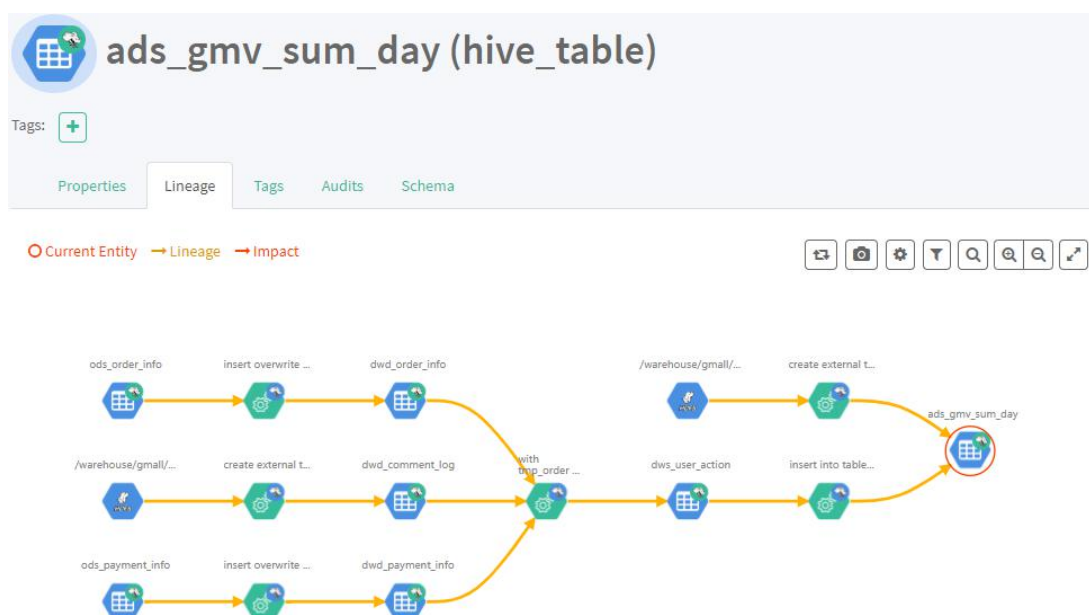 ads_gmv_sum_day (hive_table)
Tags:
Properties Lineage Tags Audits Schema
Current Entity Lineage Impact
ods_order_info insert overwrite ... dwd_order_info /warehouse/gmall/... create external t...
ads_gmv_sum_day
/warehouse/gmall/... create external t... dwd_comment_log with
tmp_order ... dws_user_action insert into table...
ods_payment_info insert overwrite ... dwd_payment_info